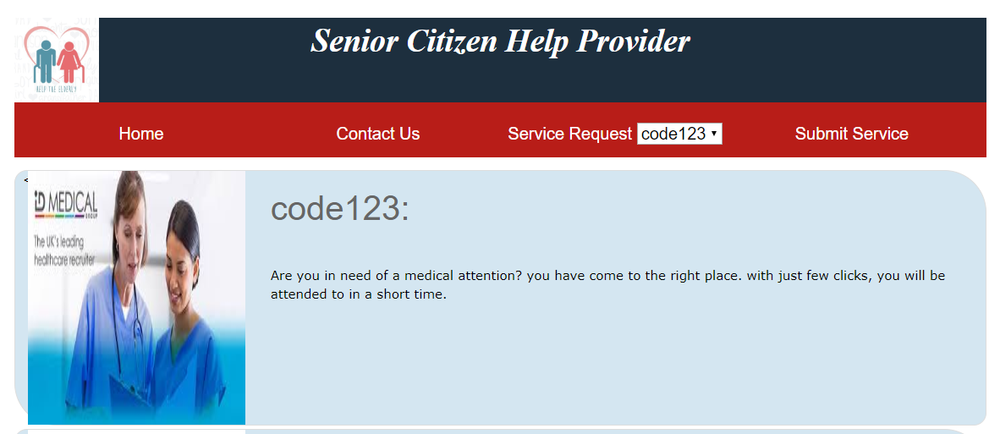 Senior Citizen Help Provider
HELP THE ELDERLY
Home Contact Us Service Request code123 Submit Service
<
iD MEDICAL
GROUP
The UK's leading
healthcare recruiter
code123:
Are you in need of a medical attention? you have come to the right place. with just few clicks, you will be
attended to in a short time.